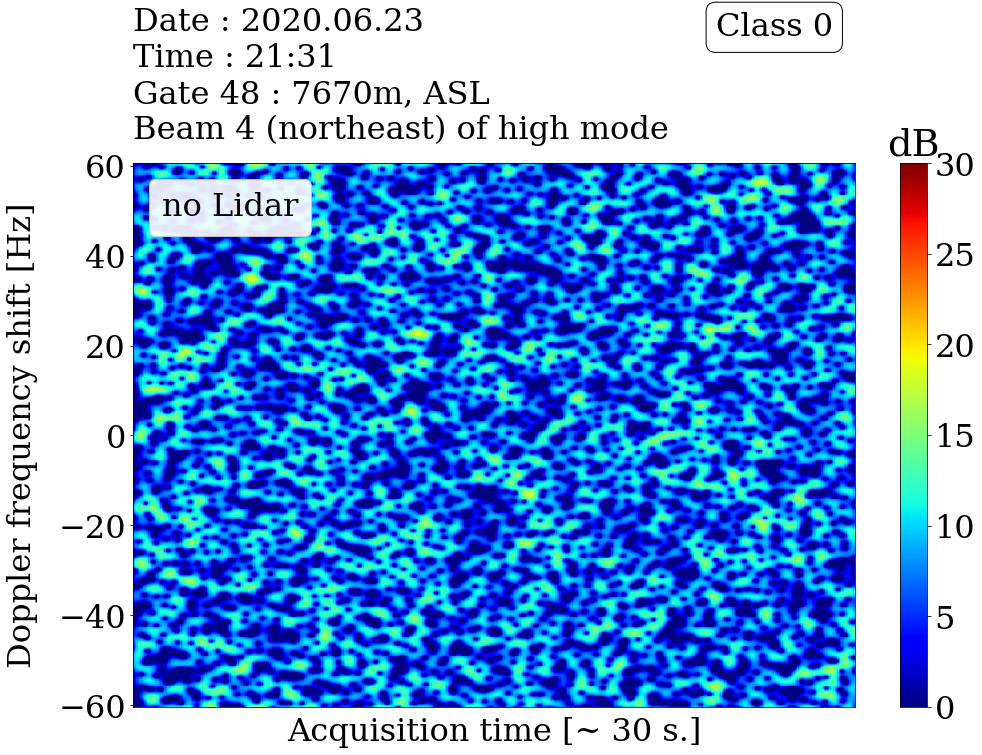 Date : 2020.06.23
Time : 21:31
Gate 48 : 7670m, ASL
Beam 4 (northeast) of high mode
Class 0
dB
no Lidar
Doppler frequency shift [Hz]
60
40
20
0
−20
−40
−60
30
25
20
15
10
5
0
Acquisition time [~ 30 s.]